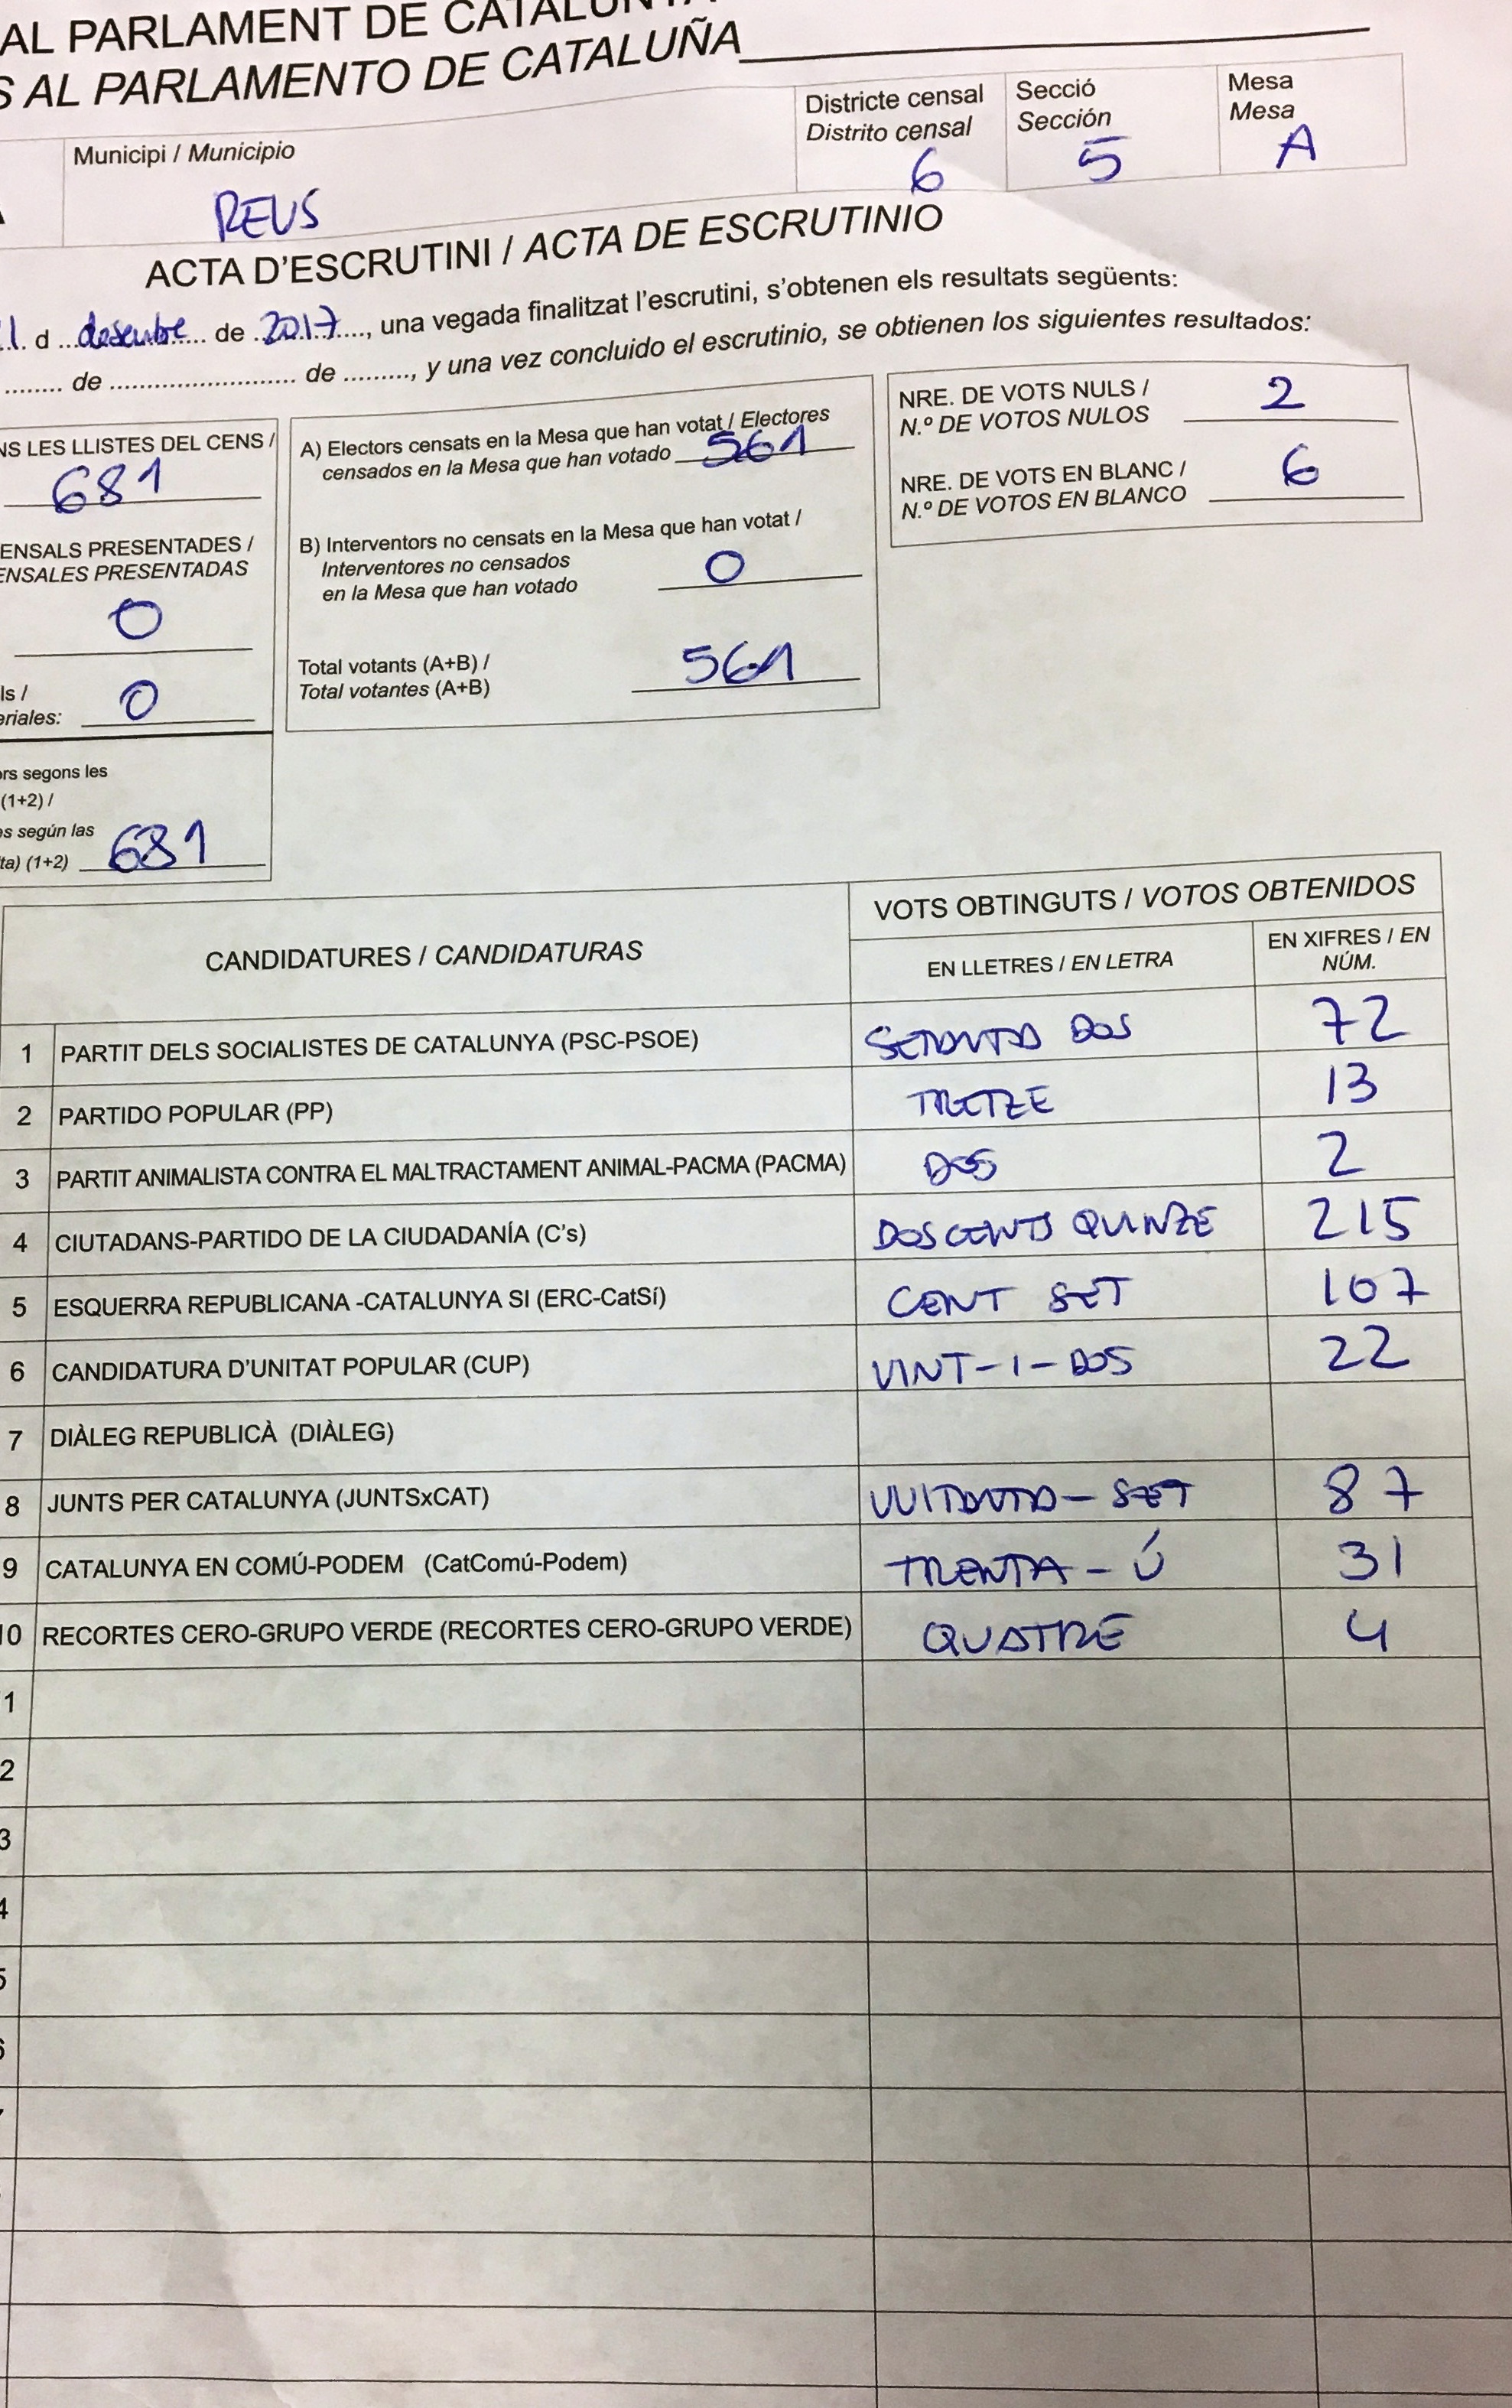 AL PARLAMENT DE CATALUNYA
S AL PARLAMENTO DE CATALUÑA
Municipi / Municipio
REUS
Districte censal
Distrito censal
6
Secció
Sección
5
Mesa
Mesa
A
ACTA D'ESCRUTINI / ACTA DE ESCRUTINIO
d desembre de 2017, una vegada finalitzat l'escrutini, s'obtenen els resultats següents:
de de , y una vez concluido el escrutinio, se obtienen los siguientes resultados:
NS LES LLISTES DEL CENS /
681
ENSALS PRESENTADES /
ENSALES PRESENTADAS
0
ls /
eriales: 0
ors segons les
(1+2) /
es según las
ta) (1+2) 681
A) Electors censats en la Mesa que han votat / Electores
censados en la Mesa que han votado 561
B) Interventors no censats en la Mesa que han votat /
Interventores no censados
en la Mesa que han votado 0
Total votants (A+B) /
Total votantes (A+B) 561
NRE. DE VOTS NULS /
N.º DE VOTOS NULOS 2
NRE. DE VOTS EN BLANC /
N.º DE VOTOS EN BLANCO 6
CANDIDATURES / CANDIDATURAS
VOTS OBTINGUTS / VOTOS OBTENIDOS
EN LLETRES / EN LETRA
EN XIFRES / EN
NÚM.
1 PARTIT DELS SOCIALISTES DE CATALUNYA (PSC-PSOE) SETANTA DOS 72
2 PARTIDO POPULAR (PP) TRETZE 13
3 PARTIT ANIMALISTA CONTRA EL MALTRACTAMENT ANIMAL-PACMA (PACMA) DOS 2
4 CIUTADANS-PARTIDO DE LA CIUDADANÍA (C's) DOSCENTS QUINZE 215
5 ESQUERRA REPUBLICANA -CATALUNYA SI (ERC-CatSí) CENT SET 107
6 CANDIDATURA D'UNITAT POPULAR (CUP) VINT-I-DOS 22
7 DIÀLEG REPUBLICÀ (DIÀLEG)
8 JUNTS PER CATALUNYA (JUNTSxCAT) VUITANTA-SET 87
9 CATALUNYA EN COMÚ-PODEM (CatComú-Podem) TRENTA-Ú 31
10 RECORTES CERO-GRUPO VERDE (RECORTES CERO-GRUPO VERDE) QUATRE 4
1
2
3
4
5
6